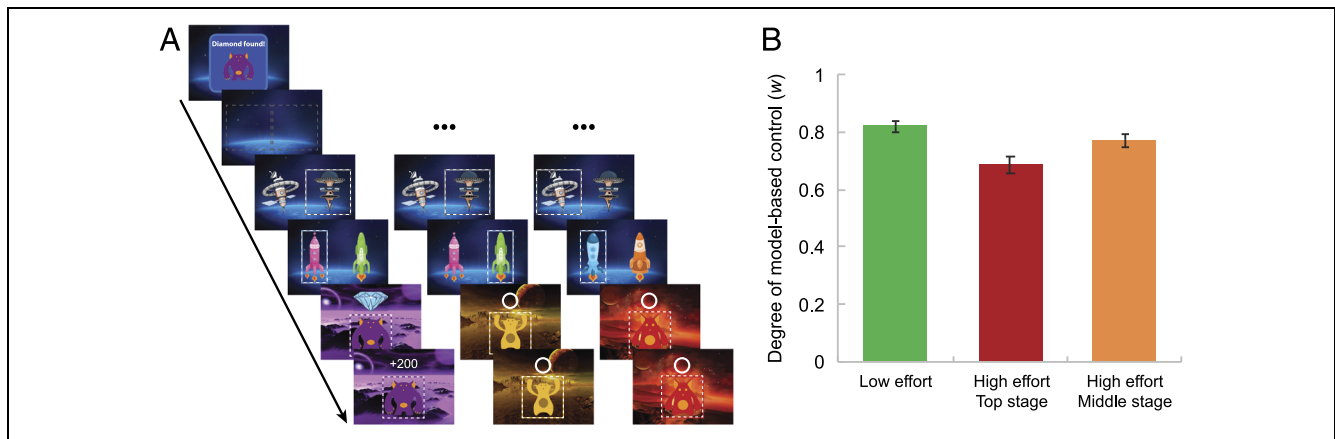 A
Diamond found!
•••
•••
+200
B
Degree of model-based control (w)
1
0.8
0.6
0.4
0.2
0
Low effort
High effort
Top stage
High effort
Middle stage